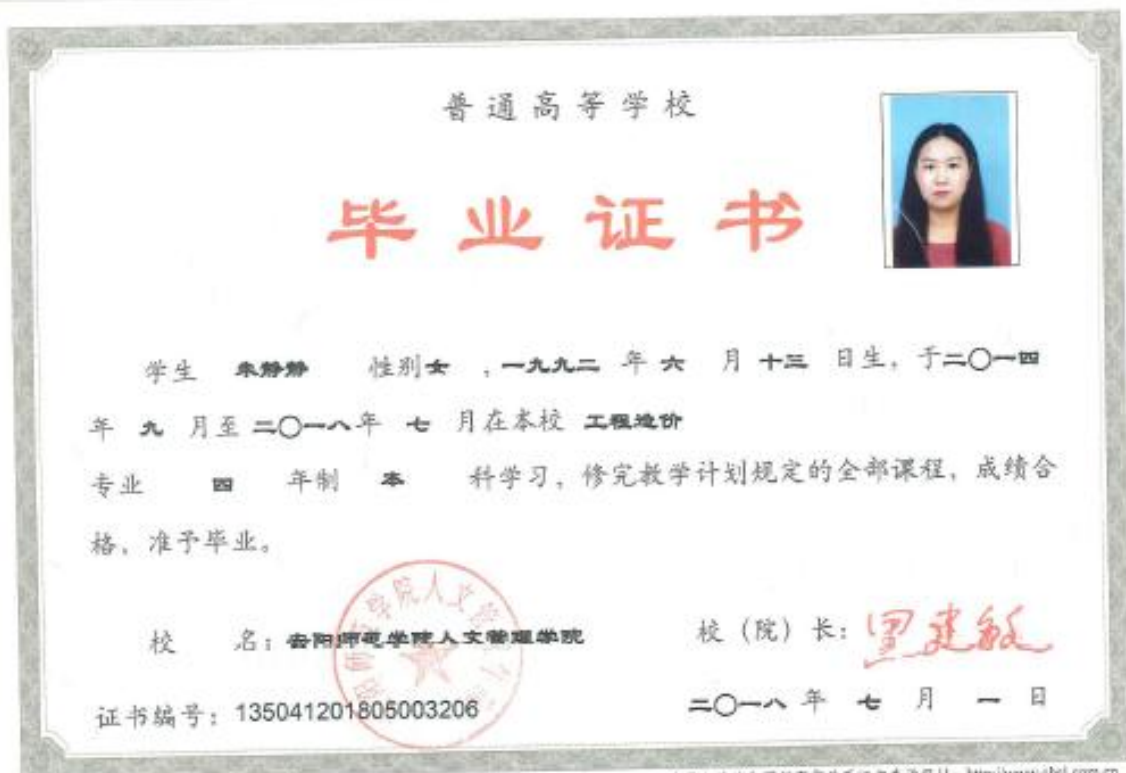 普通高等学校
毕业证书
学生 朱静静 性别女，一九九二 年 六 月 十三 日生，于二〇一四
年 九 月至 二〇一八年 七 月在本校 工程造价
专业 四 年制 本 科学习，修完教学计划规定的全部课程，成绩合
格，准予毕业。
校 名：安阳师范学院人文管理学院
校（院）长：
证书编号：135041201805003206
二〇一八 年 七 月 一 日